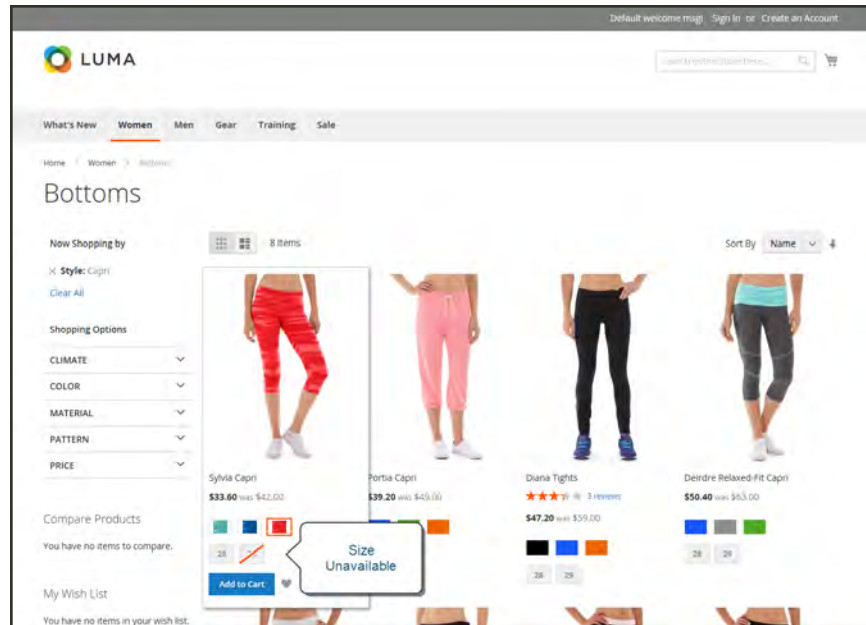 Default welcome msg! Sign In or Create an Account
LUMA
What's New Women Men Gear Training Sale
Home Women Bottoms
Bottoms
Now Shopping by
8 Items
Sort By Name
Style: Capri
Clear All
Shopping Options
CLIMATE
COLOR
MATERIAL
PATTERN
PRICE
Sylvia Capri
$33.60 was $42.00
28
Add to Cart
Size
Unavailable
Portia Capri
$39.20 was $49.00
Diana Tights
3 reviews
$47.20 was $59.00
28 29
Deirdre Relaxed-Fit Capri
$50.40 was $63.00
28 29
Compare Products
You have no items to compare.
My Wish List
You have no items in your wish list.